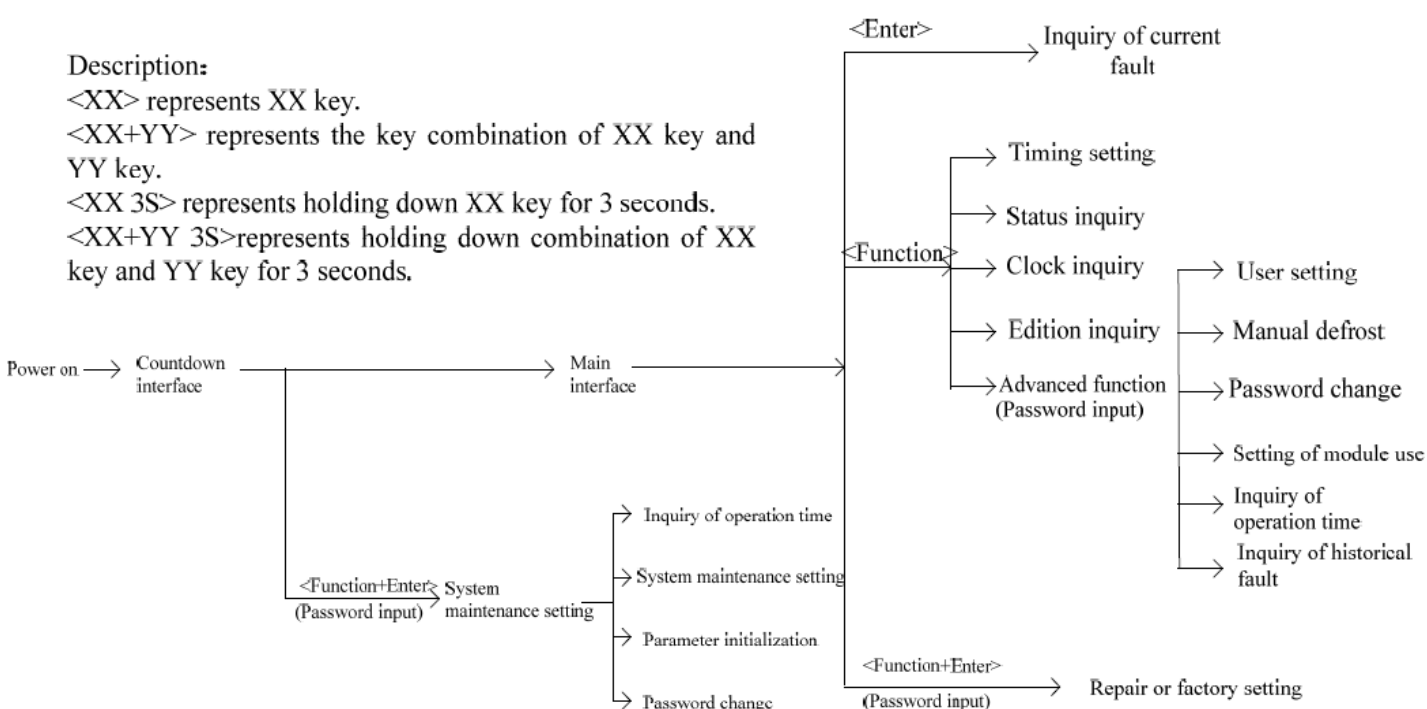 Description:
<XX> represents XX key.
<XX+YY> represents the key combination of XX key and
YY key.
<XX 3S> represents holding down XX key for 3 seconds.
<XX+YY 3S>represents holding down combination of XX
key and YY key for 3 seconds.
<Enter>
Inquiry of current
fault
<Function>
Timing setting
Status inquiry
Clock inquiry
Edition inquiry
Advanced function
(Password input)
User setting
Manual defrost
Password change
Setting of module use
Inquiry of
operation time
Inquiry of historical
fault
Power on
Countdown
interface
Main
interface
<Function+Enter>
(Password input)
System
maintenance setting
Inquiry of operation time
System maintenance setting
Parameter initialization
Password change
<Function+Enter>
(Password input)
Repair or factory setting